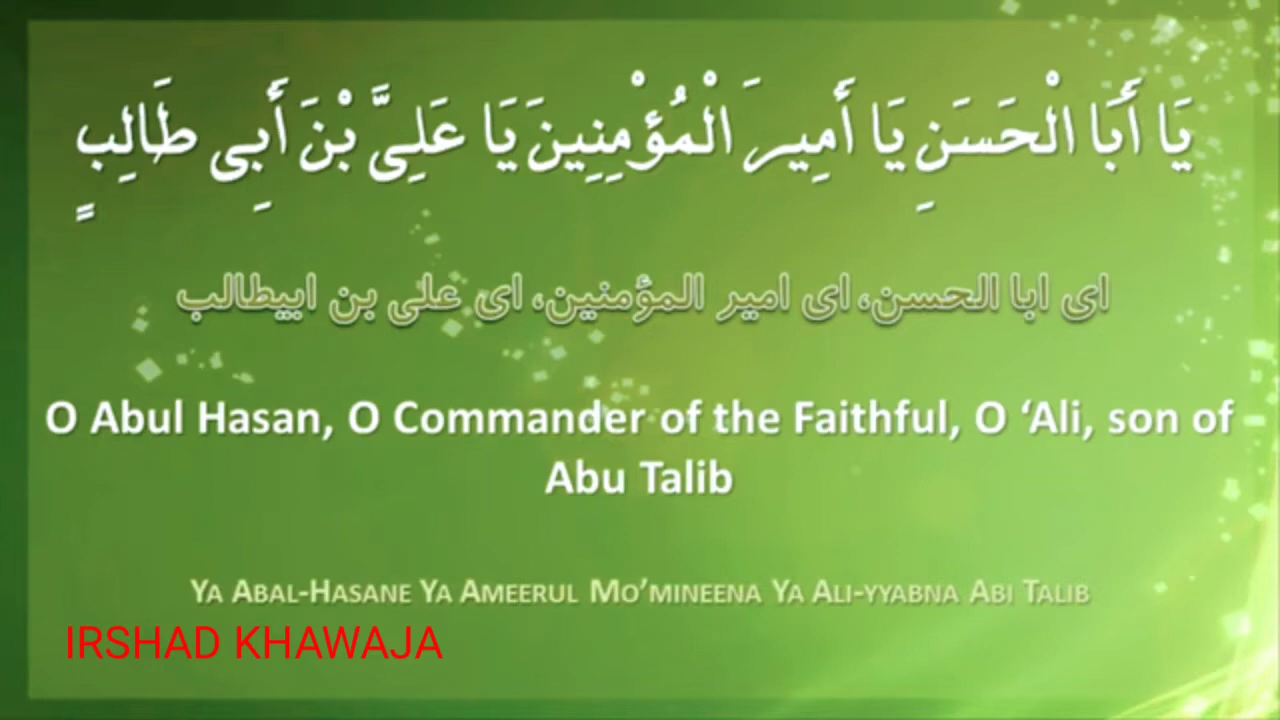 يَا أَبَا الْحَسَنِ يَا أَمِيرَ الْمُؤْمِنِينَ يَا عَلِىَّ بْنَ أَبِى طَالِبٍ
ای ابا الحسن، ای امیر المؤمنین، ای علی بن ابیطالب
O Abul Hasan, O Commander of the Faithful, O ‘Ali, son of
Abu Talib
Ya Abal-Hasane Ya Ameerul Mo’mineena Ya Ali-yyabna Abi Talib
IRSHAD KHAWAJA